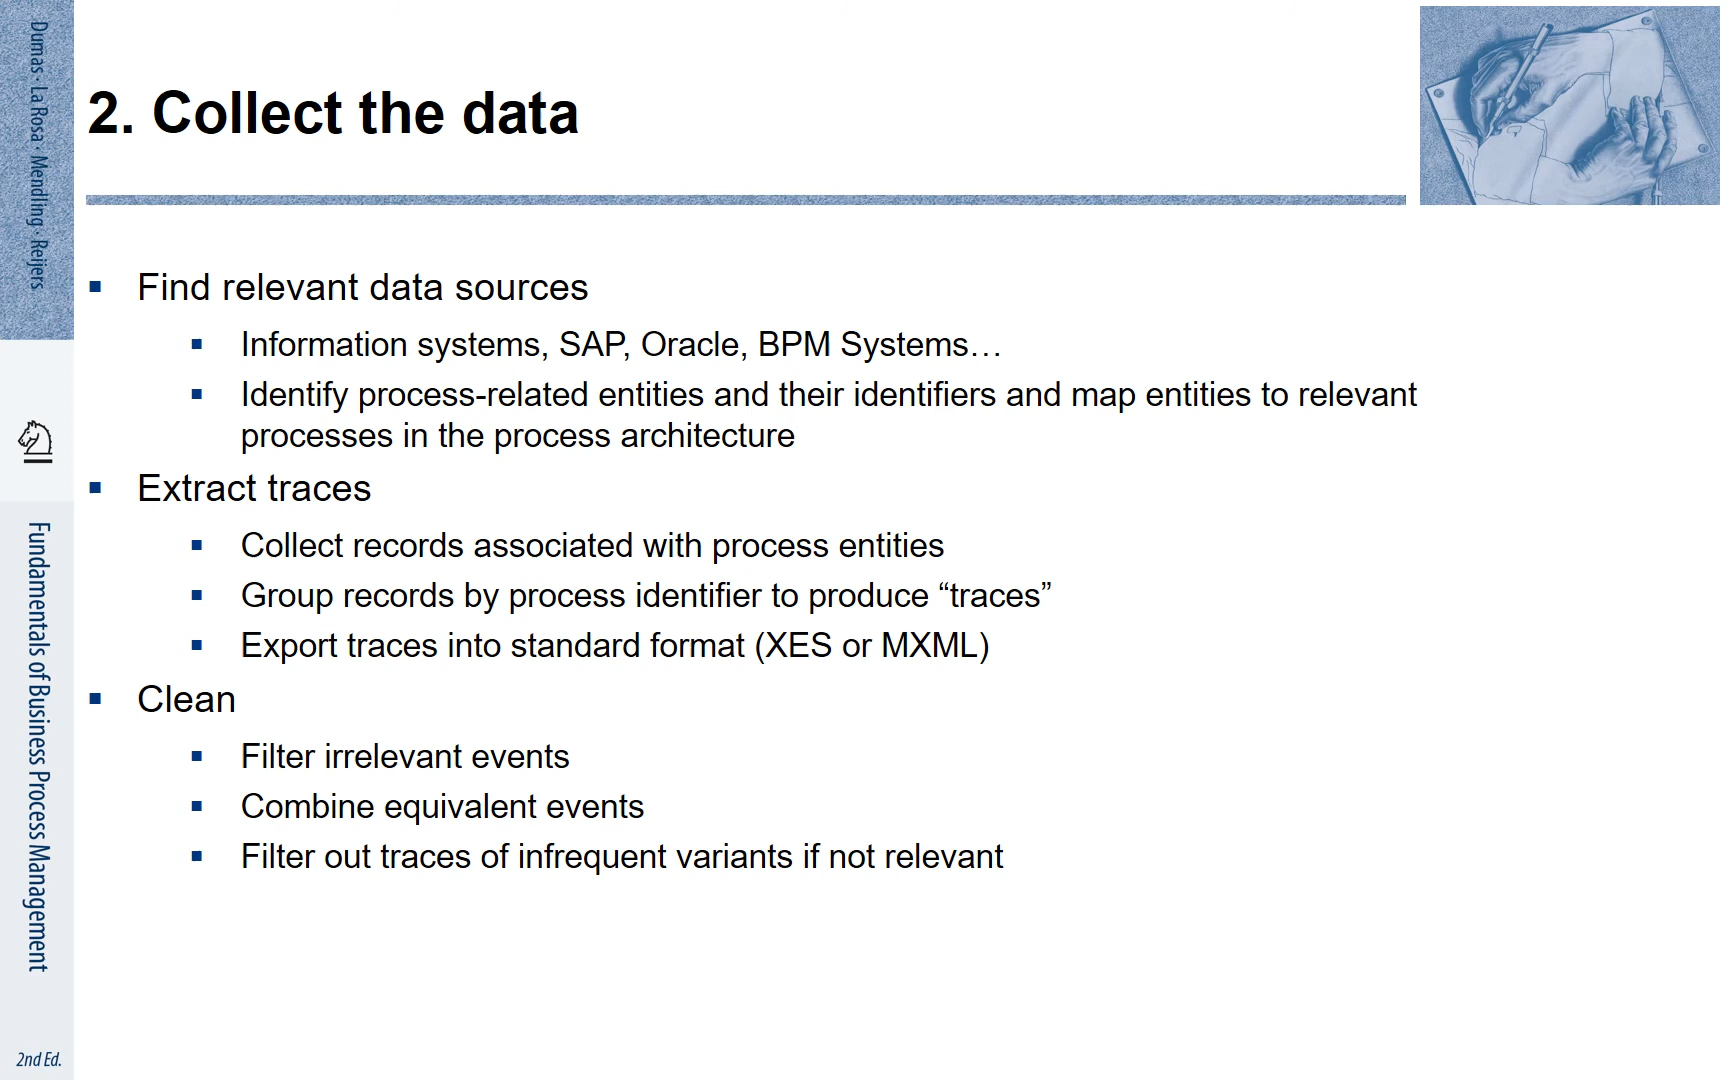 Dumas · La Rosa · Mendling · Reijers
Fundamentals of Business Process Management
2nd Ed.
2. Collect the data
Find relevant data sources
Information systems, SAP, Oracle, BPM Systems…
Identify process-related entities and their identifiers and map entities to relevant
processes in the process architecture
Extract traces
Collect records associated with process entities
Group records by process identifier to produce “traces”
Export traces into standard format (XES or MXML)
Clean
Filter irrelevant events
Combine equivalent events
Filter out traces of infrequent variants if not relevant